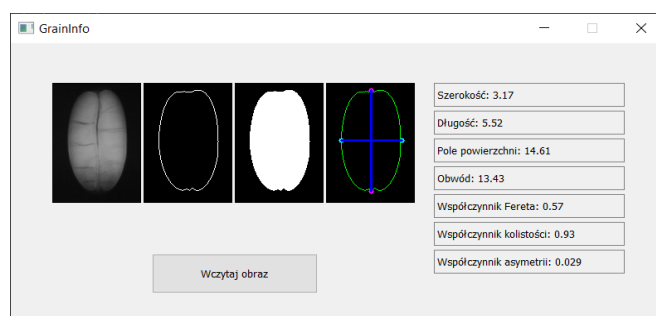 GrainInfo
Szerokość: 3.17
Długość: 5.52
Pole powierzchni: 14.61
Obwód: 13.43
Współczynnik Fereta: 0.57
Współczynnik kolistości: 0.93
Współczynnik asymetrii: 0.029
Wczytaj obraz